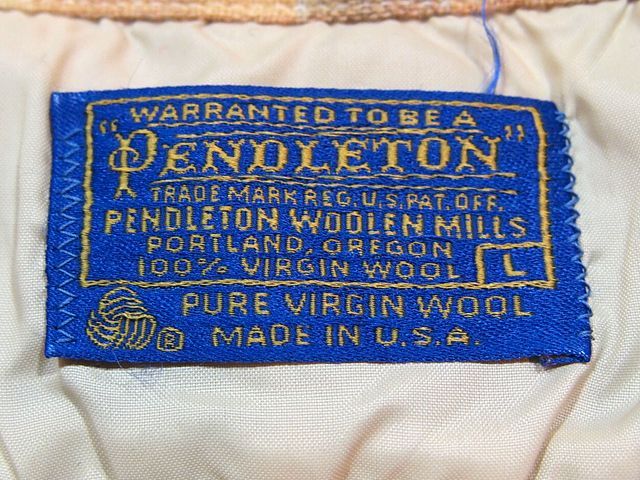 WARRANTED TO BE A
"PENDLETON"
TRADE MARK REG. U.S. PAT. OFF.
PENDLETON WOOLEN MILLS
PORTLAND, OREGON
100% VIRGIN WOOL L
PURE VIRGIN WOOL
® MADE IN U.S.A.